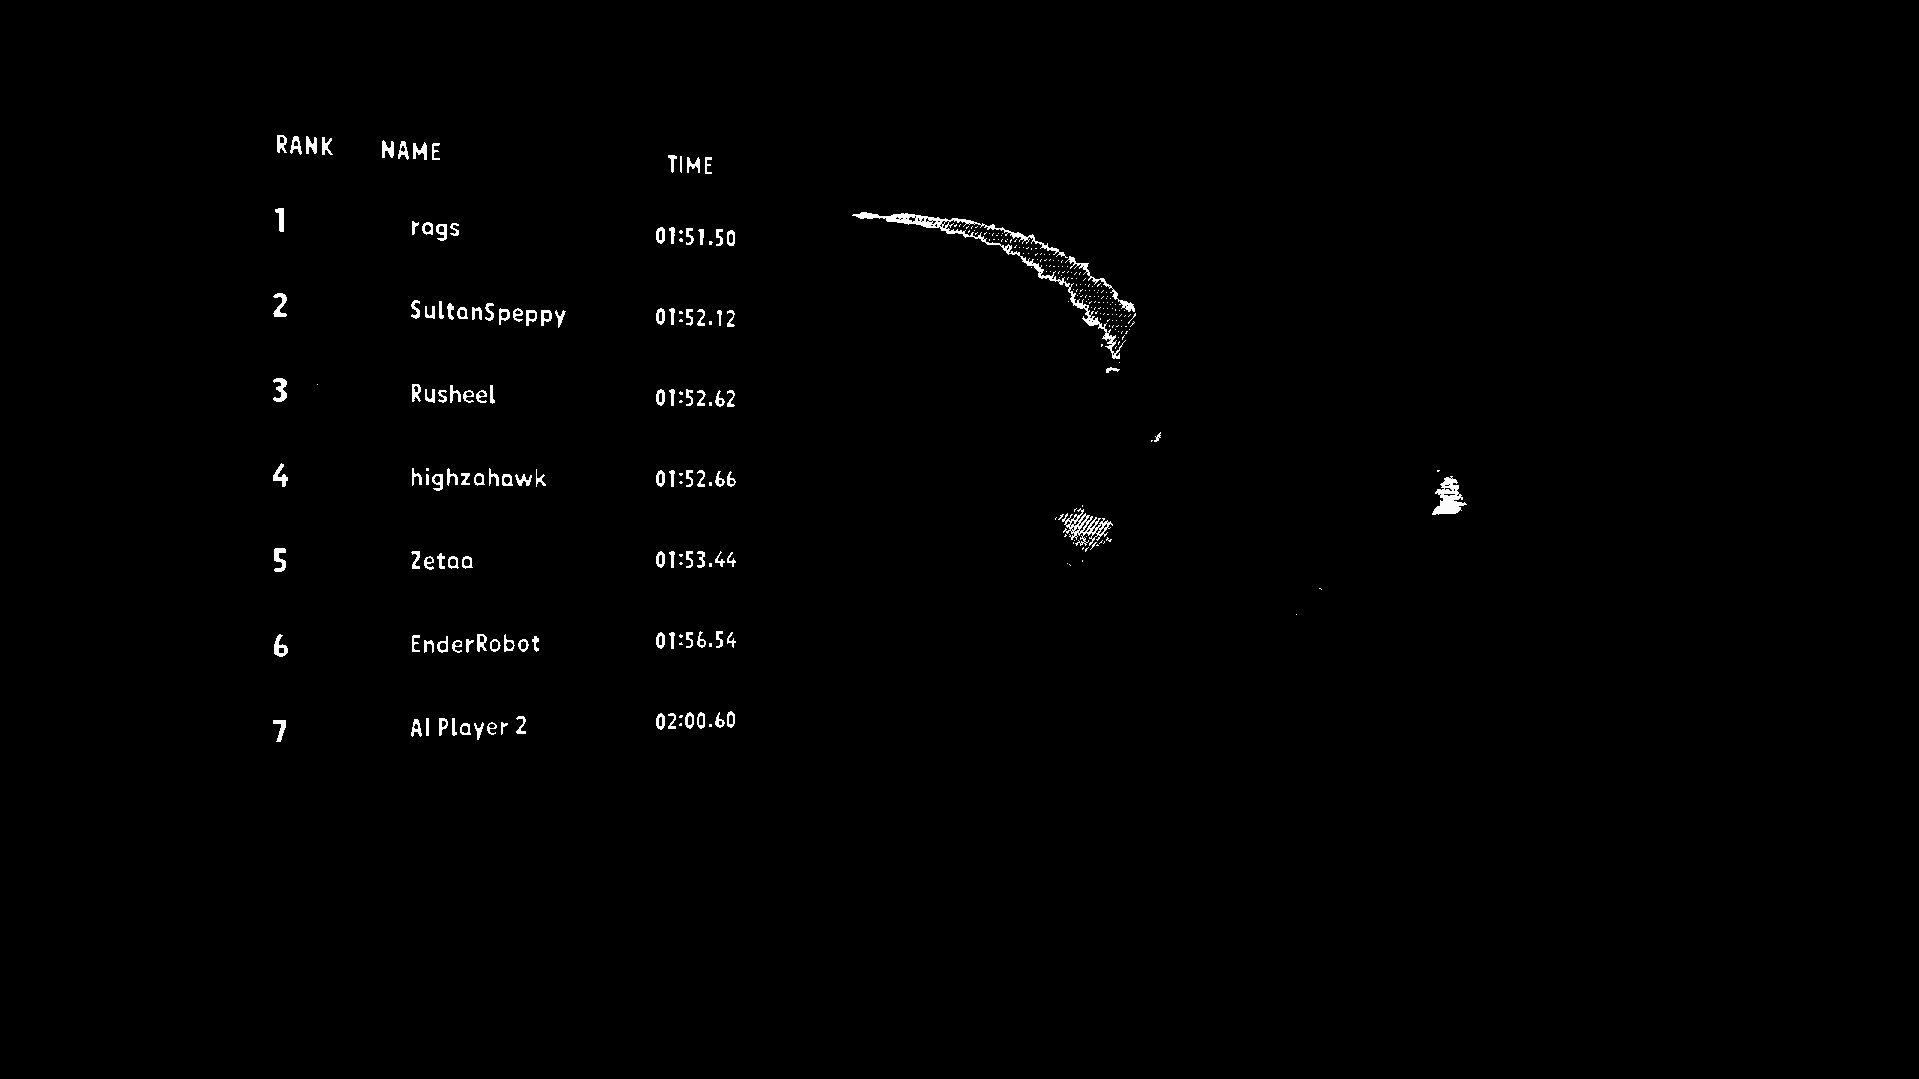 RANK NAME TIME
1 rags 01:51.50
2 SultanSpeppy 01:52.12
3 Rusheel 01:52.62
4 highzahawk 01:52.66
5 Zetaa 01:53.44
6 EnderRobot 01:56.54
7 AI Player 2 02:00.60